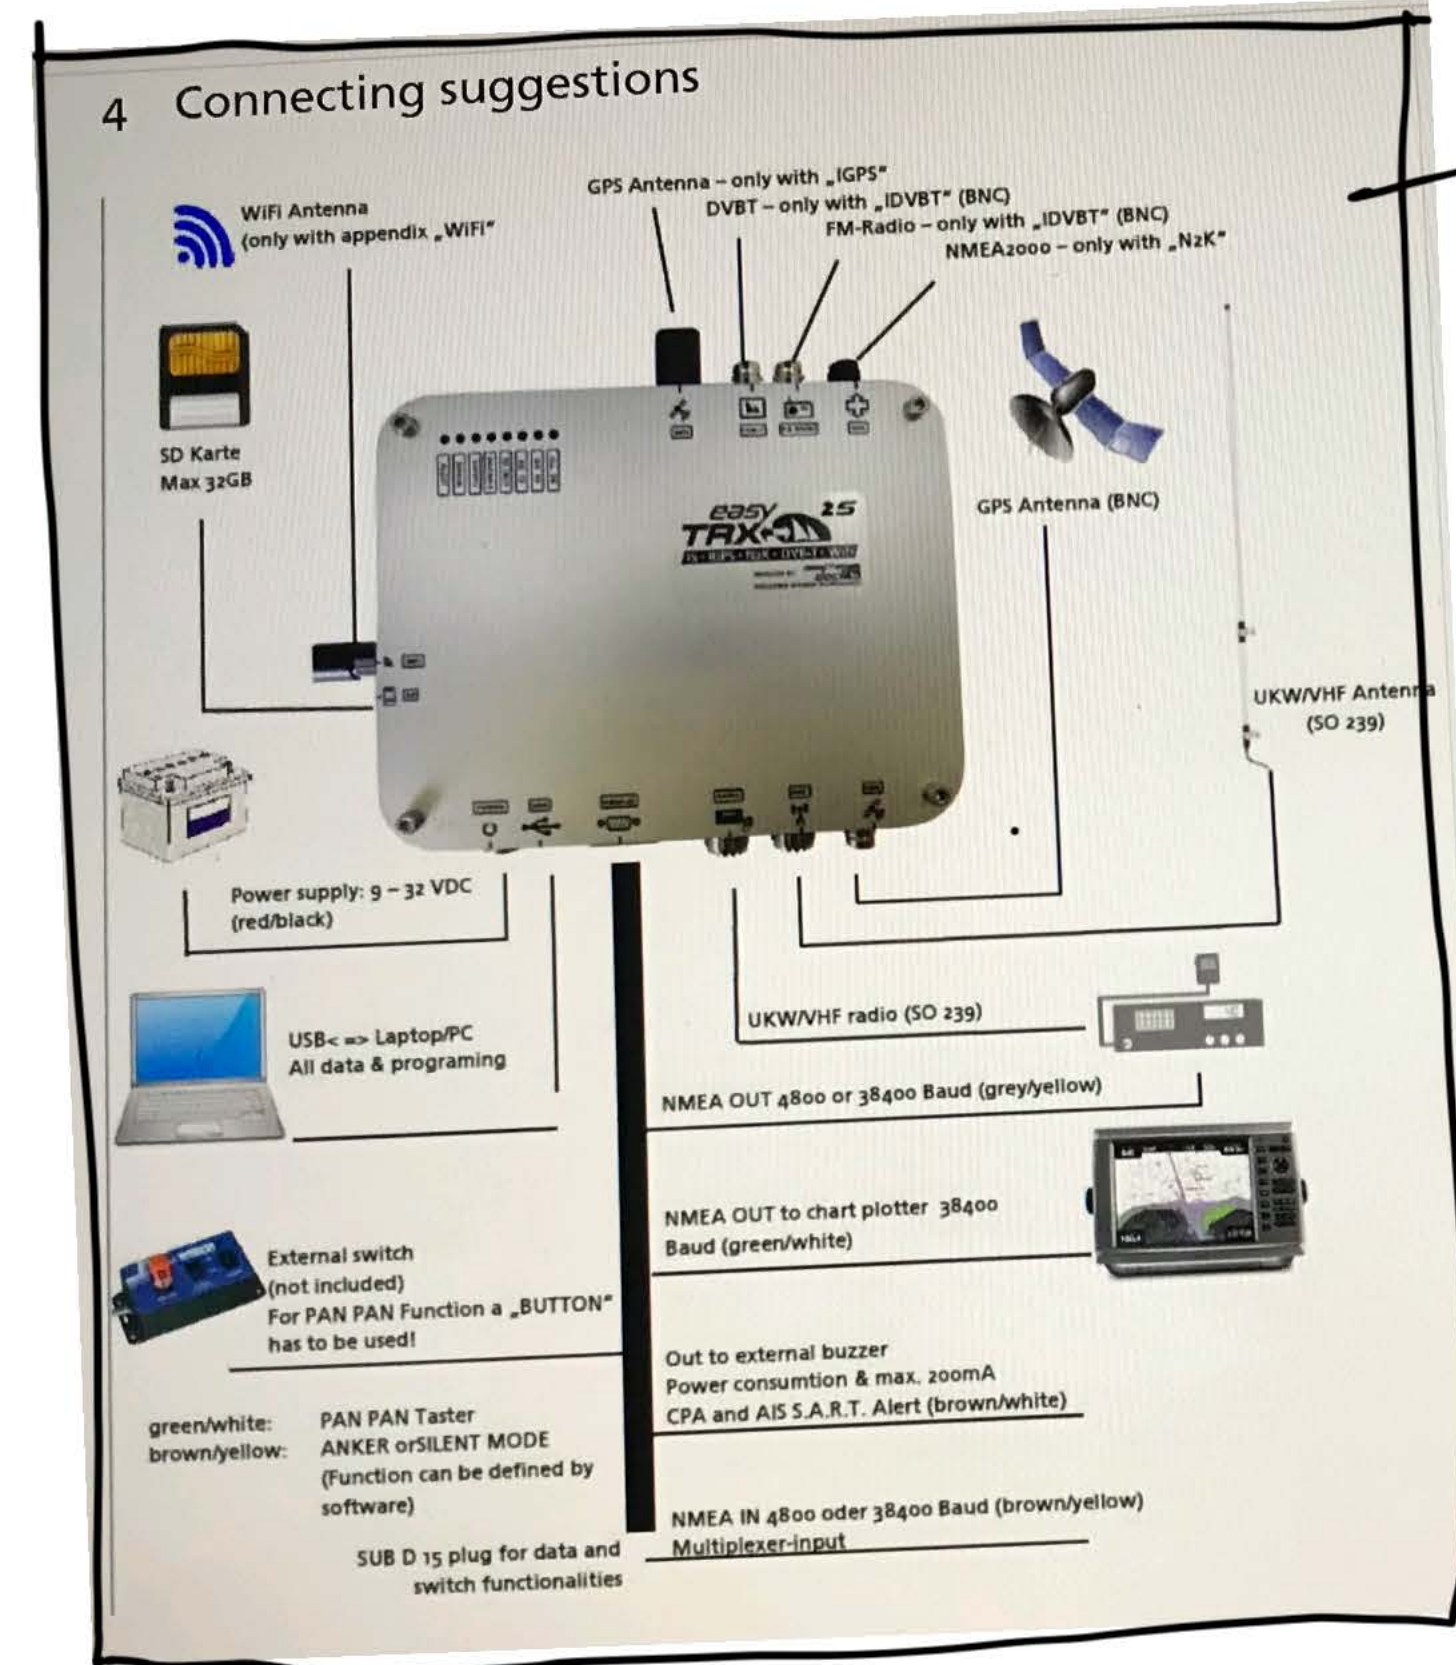 4 Connecting suggestions
WiFi Antenna
(only with appendix „WiFi"
GPS Antenna – only with „IGPS"
DVBT – only with „IDVBT" (BNC)
FM-Radio – only with „IDVBT" (BNC)
NMEA2000 – only with „N2K"
SD Karte
Max 32GB
easy 2S
TRX
GPS Antenna (BNC)
UKW/VHF Antenna
(SO 239)
Power supply: 9 – 32 VDC
(red/black)
USB< => Laptop/PC
All data & programing
UKW/VHF radio (SO 239)
NMEA OUT 4800 or 38400 Baud (grey/yellow)
NMEA OUT to chart plotter 38400
Baud (green/white)
External switch
(not included)
For PAN PAN Function a „BUTTON"
has to be used!
Out to external buzzer
Power consumtion & max. 200mA
CPA and AIS S.A.R.T. Alert (brown/white)
green/white: PAN PAN Taster
brown/yellow: ANKER orSILENT MODE
(Function can be defined by
software)
NMEA IN 4800 oder 38400 Baud (brown/yellow)
Multiplexer-input
SUB D 15 plug for data and
switch functionalities